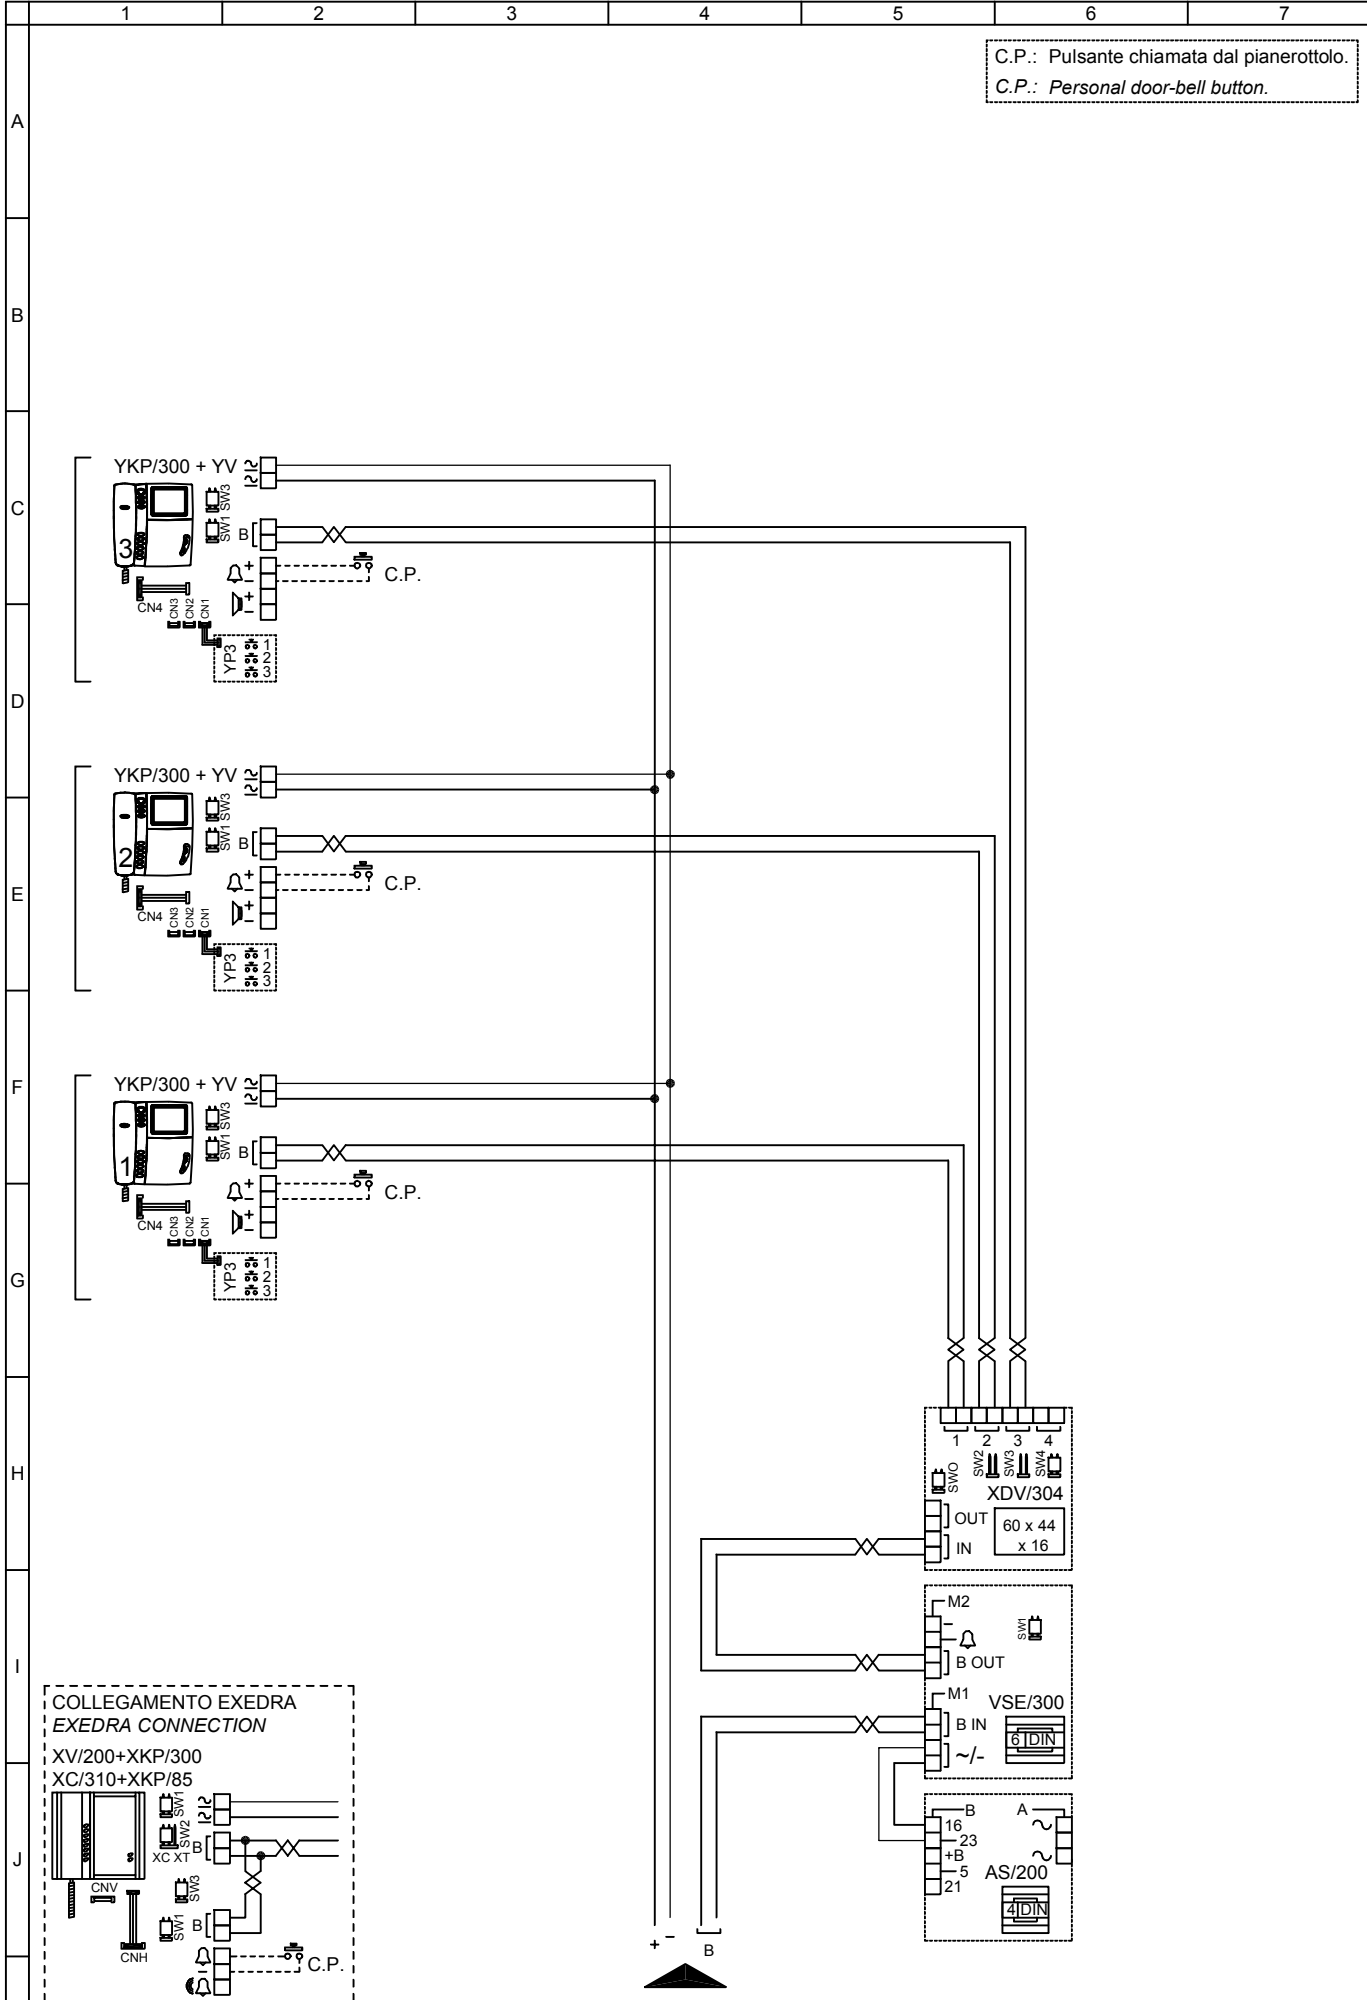 1 2 3 4 5 6 7
C.P.: Pulsante chiamata dal pianerottolo.
C.P.: Personal door-bell button.
A
B
C
D
E
F
G
H
I
J
YKP/300 + YV
SW3
SW1
B
3
+
-
C.P.
+
-
CN4
CN3
CN2
CN1
YP3
1
2
3
YKP/300 + YV
SW3
SW1
B
2
+
-
C.P.
+
-
CN4
CN3
CN2
CN1
YP3
1
2
3
YKP/300 + YV
SW3
SW1
B
1
+
-
C.P.
+
-
CN4
CN3
CN2
CN1
YP3
1
2
3
1 2 3 4
SWO
SW2
SW3
SW4
XDV/304
OUT
IN
60 x 44
x 16
M2
-
SW1
B OUT
M1
VSE/300
B IN
6 DIN
~/-
B
A
16
23
+B
5
21
~
~
AS/200
4 DIN
COLLEGAMENTO EXEDRA
EXEDRA CONNECTION
XV/200+XKP/300
XC/310+XKP/85
SW1
SW2
XC XT
B
CNV
SW3
SW1
B
CNH
-
C.P.
+ -
B